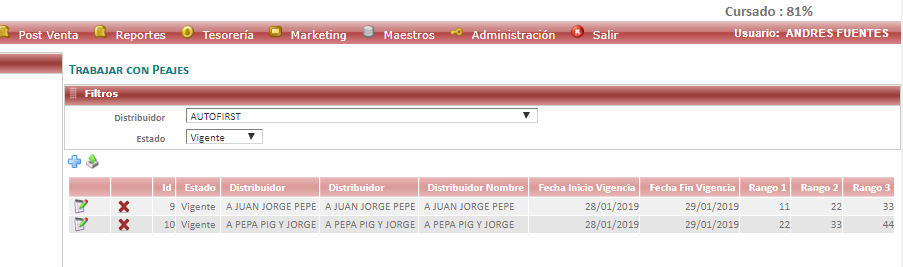 Cursado : 81%
Post Venta Reportes Tesorería Marketing Maestros Administración Salir Usuario: ANDRES FUENTES
TRABAJAR CON PEAJES
Filtros
Distribuidor AUTOFIRST
Estado Vigente
Id Estado Distribuidor Distribuidor Distribuidor Nombre Fecha Inicio Vigencia Fecha Fin Vigencia Rango 1 Rango 2 Rango 3
9 Vigente A JUAN JORGE PEPE A JUAN JORGE PEPE A JUAN JORGE PEPE 28/01/2019 29/01/2019 11 22 33
10 Vigente A PEPA PIG Y JORGE A PEPA PIG Y JORGE A PEPA PIG Y JORGE 28/01/2019 29/01/2019 22 33 44